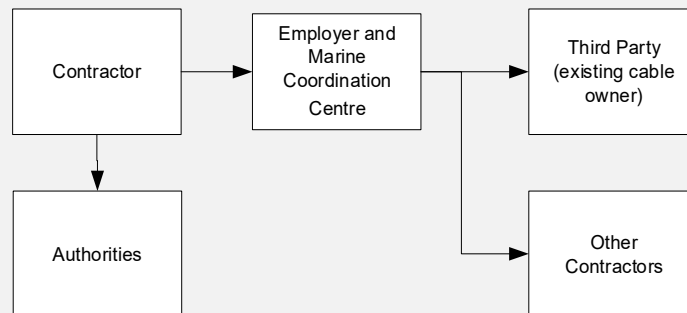 Contractor
Employer and
Marine
Coordination
Centre
Third Party
(existing cable
owner)
Authorities
Other
Contractors